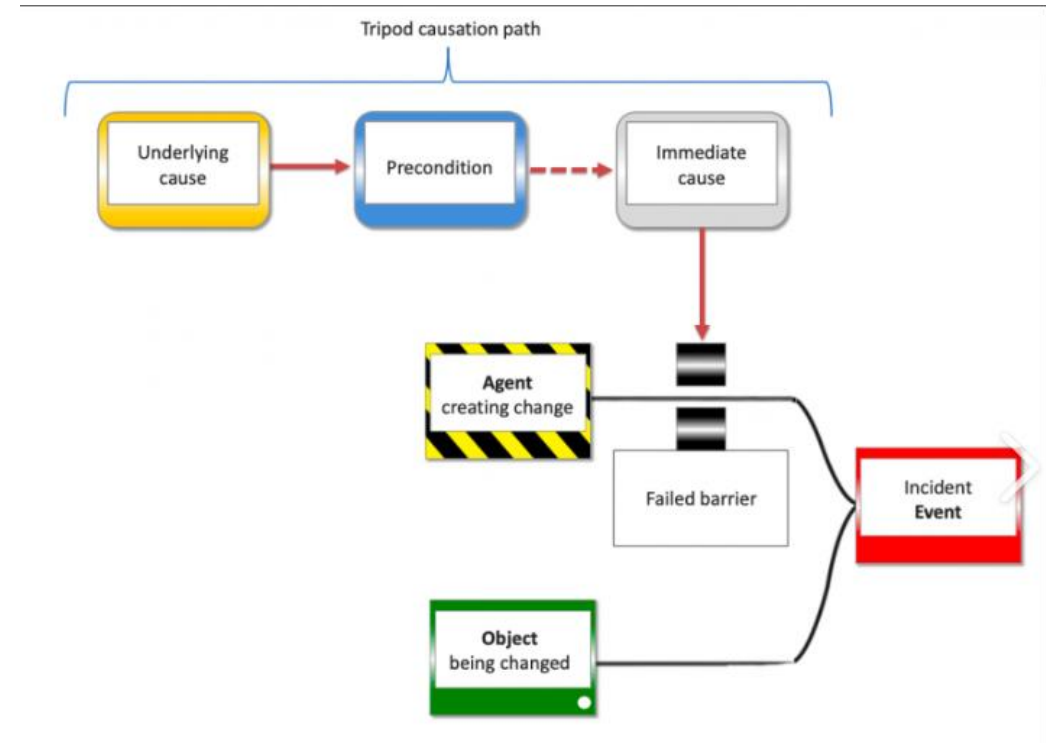 Tripod causation path
Underlying
cause
Precondition
Immediate
cause
Agent
creating change
Failed barrier
Incident
Event
Object
being changed